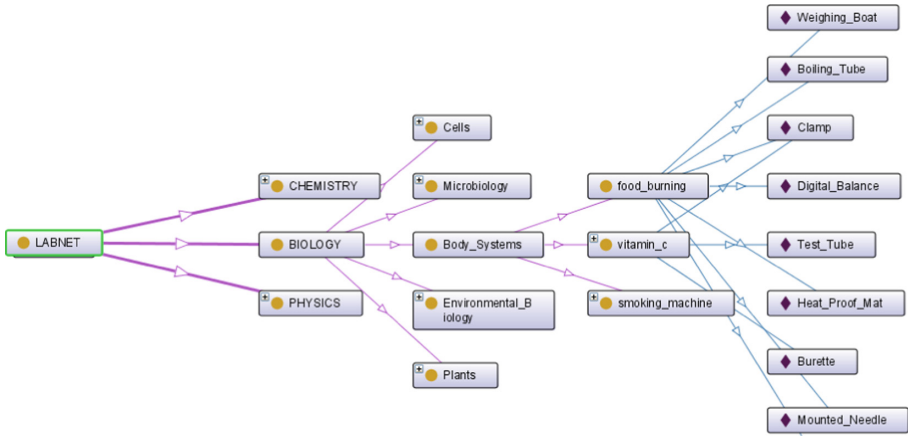 Weighing_Boat
Boiling_Tube
Cells
Clamp
CHEMISTRY
Microbiology
food_burning
Digital_Balance
LABNET
BIOLOGY
Body_Systems
vitamin_c
Test_Tube
PHYSICS
Environmental_B
iology
smoking_machine
Heat_Proof_Mat
Burette
Plants
Mounted_Needle